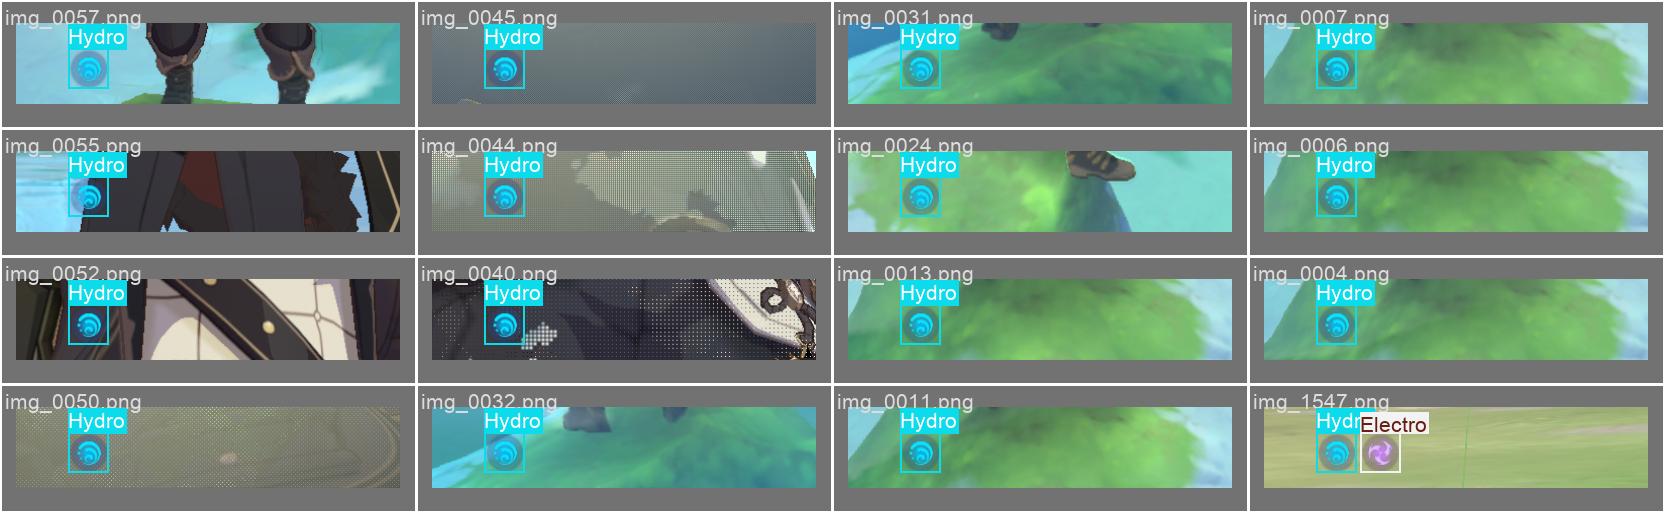 img_0057.png
Hydro
img_0045.png
Hydro
img_0031.png
Hydro
img_0007.png
Hydro
img_0055.png
Hydro
img_0044.png
Hydro
img_0024.png
Hydro
img_0006.png
Hydro
img_0052.png
Hydro
img_0040.png
Hydro
img_0013.png
Hydro
img_0004.png
Hydro
img_0050.png
Hydro
img_0032.png
Hydro
img_0011.png
Hydro
img_1547.png
Hydr
Electro